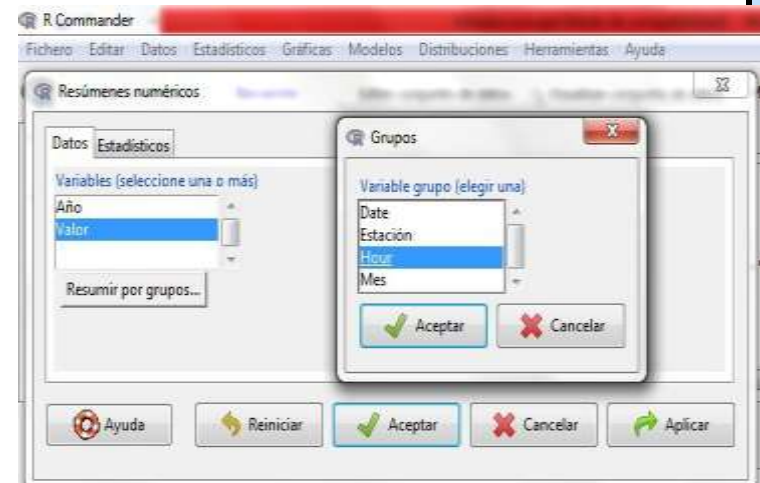 R Commander
Fichero Editar Datos Estadísticos Gráficas Modelos Distribuciones Herramientas Ayuda
Resúmenes numéricos
Datos Estadísticos
Variables (seleccione una o más)
Año
Valor
Resumir por grupos...
Grupos
Variable grupo (elegir una)
Date
Estación
Hour
Mes
Aceptar Cancelar
Ayuda Reiniciar Aceptar Cancelar Aplicar